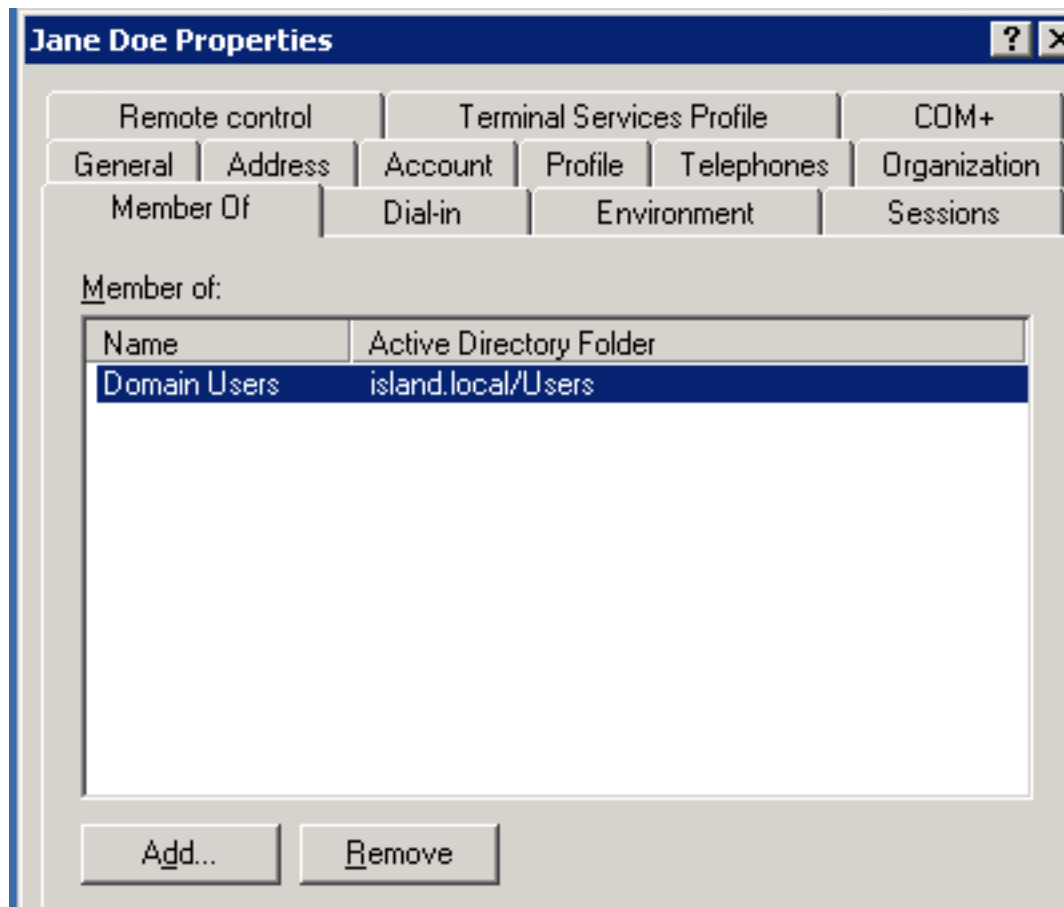 Jane Doe Properties
Remote control Terminal Services Profile COM+
General Address Account Profile Telephones Organization
Member Of Dial-in Environment Sessions
Member of:
Name Active Directory Folder
Domain Users island.local/Users
Add... Remove